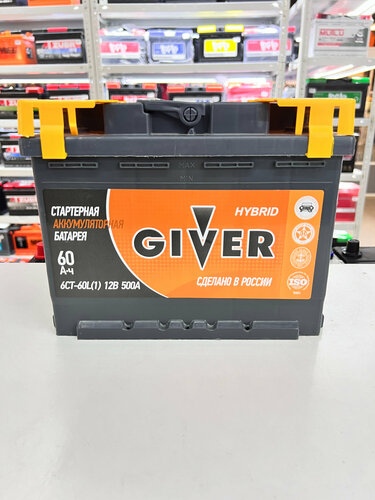 MAX
MIN
СТАРТЕРНАЯ
АККУМУЛЯТОРНАЯ
БАТАРЕЯ
60
А·ч
6СТ-60L(1) 12В 500А
HYBRID
GIVER
СДЕЛАНО В РОССИИ
ISO